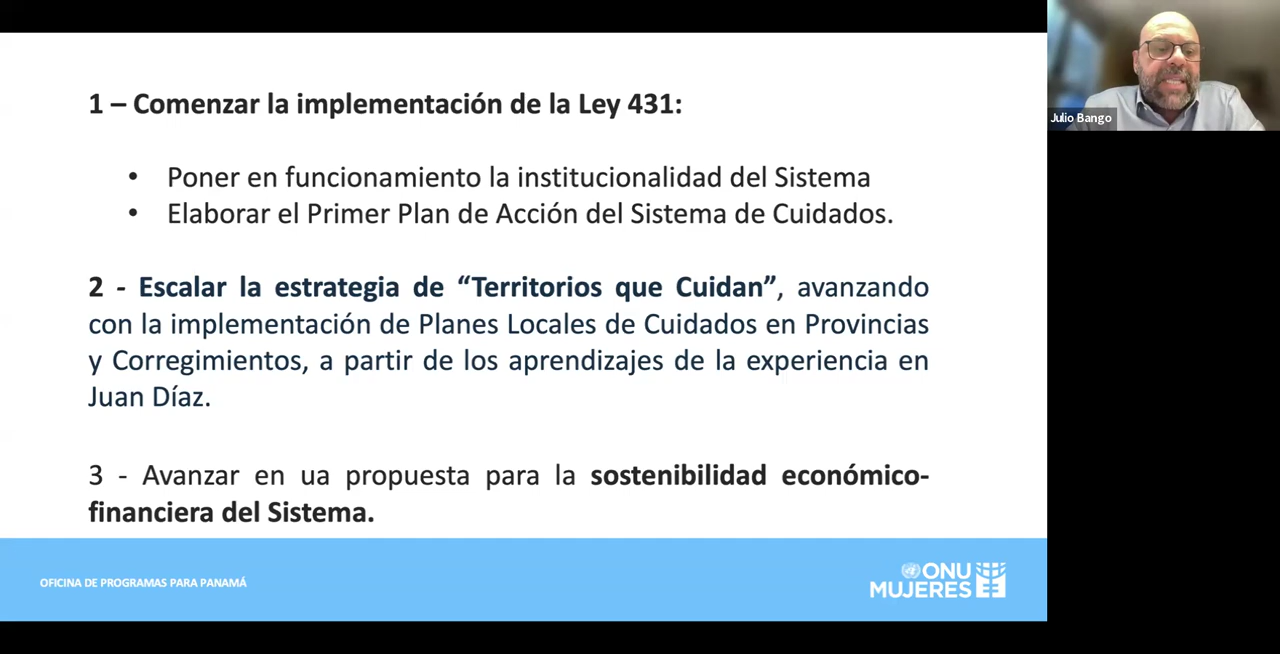 1 – Comenzar la implementación de la Ley 431:
• Poner en funcionamiento la institucionalidad del Sistema
• Elaborar el Primer Plan de Acción del Sistema de Cuidados.
2 - Escalar la estrategia de “Territorios que Cuidan”, avanzando
con la implementación de Planes Locales de Cuidados en Provincias
y Corregimientos, a partir de los aprendizajes de la experiencia en
Juan Díaz.
3 - Avanzar en ua propuesta para la sostenibilidad económico-
financiera del Sistema.
OFICINA DE PROGRAMAS PARA PANAMÁ
ONU
MUJERES
Julio Bango